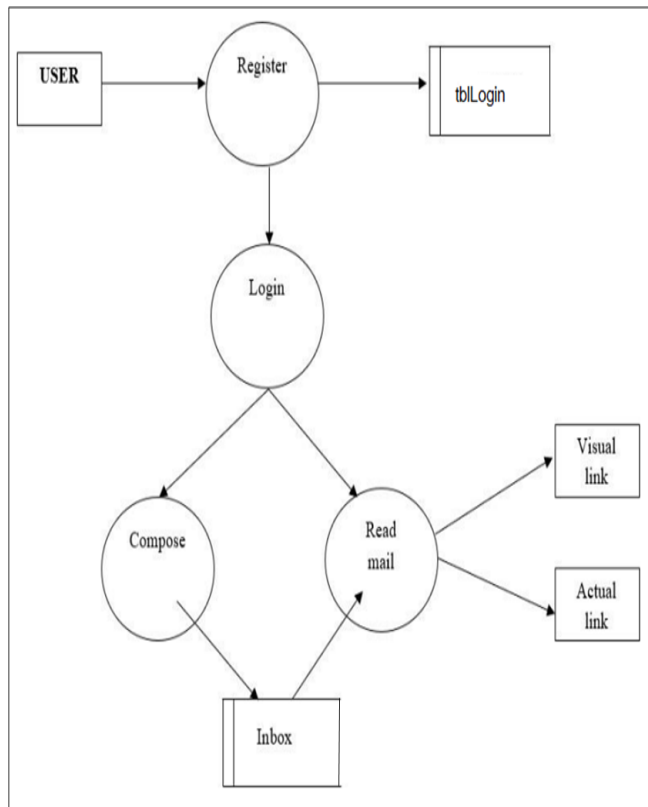 USER
Register
tblLogin
Login
Visual
link
Compose
Read
mail
Actual
link
Inbox